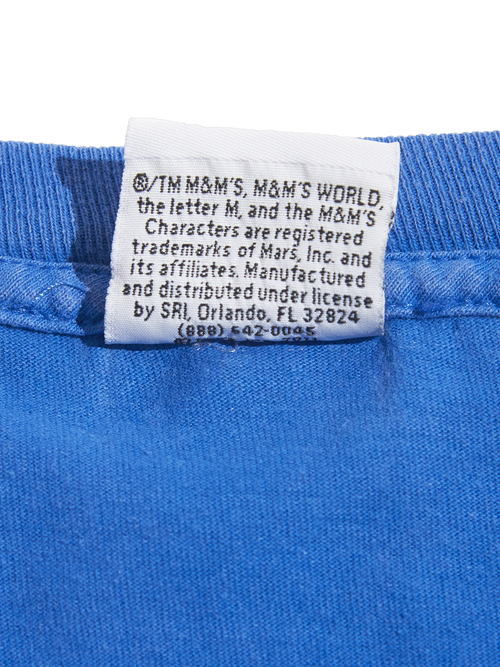 ®/TM M&M'S, M&M'S WORLD,
the letter M, and the M&M'S
Characters are registered
trademarks of Mars, Inc. and
its affiliates. Manufactured
and distributed under license
by SRI, Orlando, FL 32824
(888) 642-0045